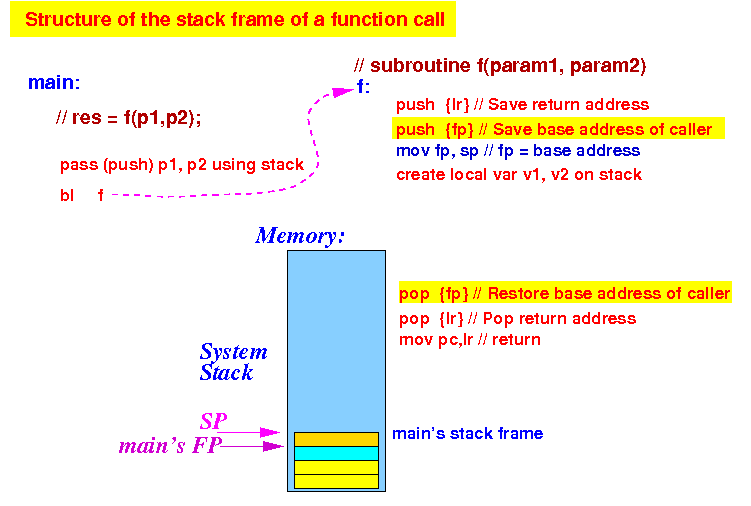 Structure of the stack frame of a function call
// subroutine f(param1, param2)
main:
f:
// res = f(p1,p2);
push {lr} // Save return address
push {fp} // Save base address of caller
mov fp, sp // fp = base address
create local var v1, v2 on stack
pass (push) p1, p2 using stack
bl f
Memory:
pop {fp} // Restore base address of caller
pop {lr} // Pop return address
mov pc,lr // return
System
Stack
SP
main's FP
main's stack frame